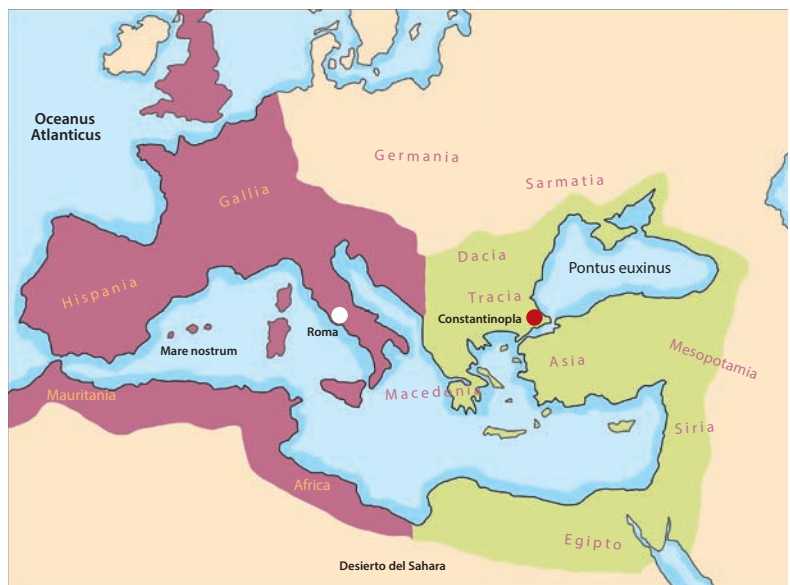 Oceanus
Atlanticus
Germania
Sarmatia
Gallia
Dacia
Pontus euxinus
Hispania
Tracia
Constantinopla
Roma
Mare nostrum
Mesopotamia
Asia
Mauritania
Macedonia
Siria
Africa
Egipto
Desierto del Sahara